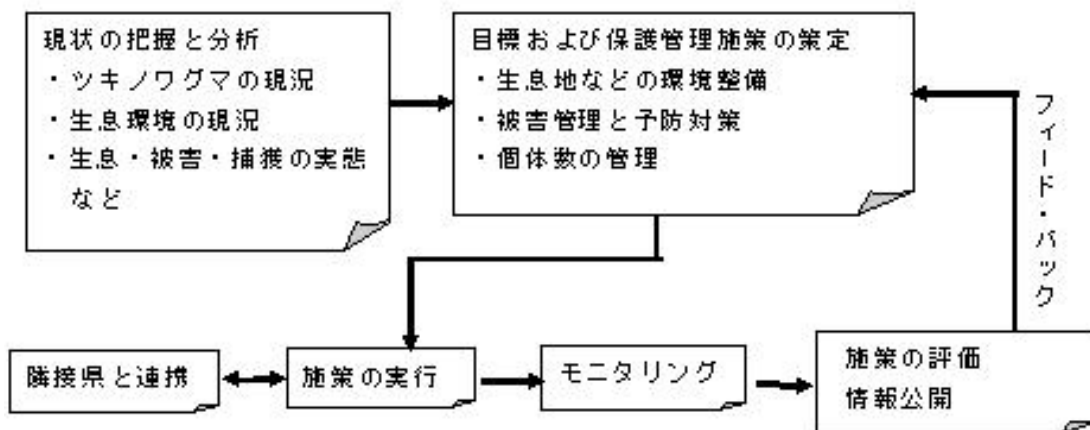 現状の把握と分析
・ツキノワグマの現況
・生息環境の現況
・生息・被害・捕獲の実態
など
目標および保護管理施策の策定
・生息地などの環境整備
・被害管理と予防対策
・個体数の管理
フィード・バック
隣接県と連携
施策の実行
モニタリング
施策の評価
情報公開